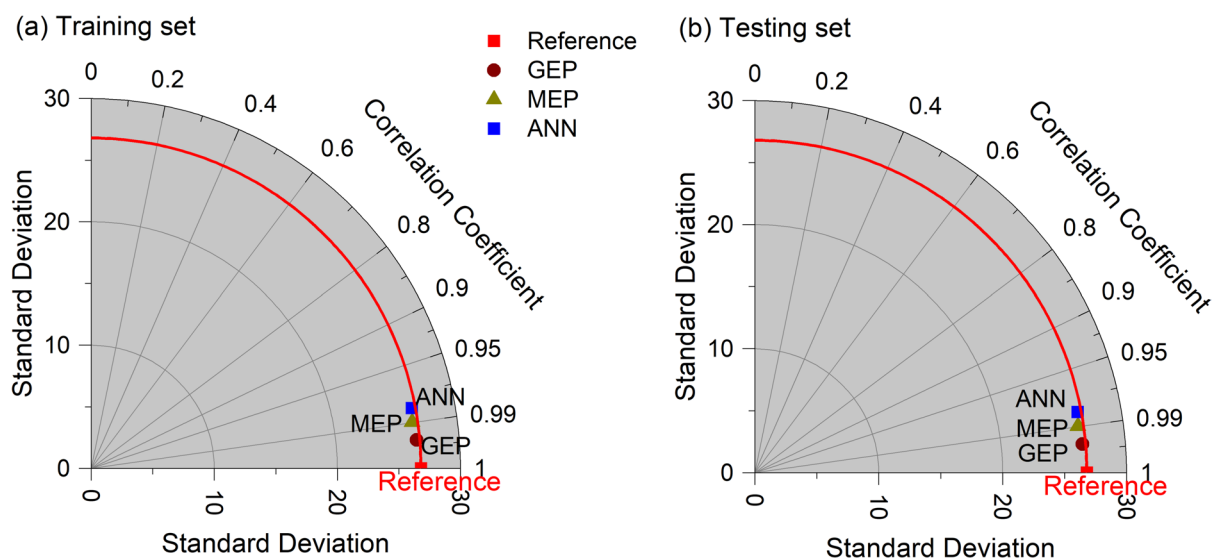 (a) Training set
Reference
GEP
MEP
ANN
0
0.2
0.4
0.6
0.8
0.9
0.95
0.99
1
Correlation Coefficient
30
20
10
0
Standard Deviation
ANN
MEP
GEP
Reference
0
10
20
30
Standard Deviation
(b) Testing set
0
0.2
0.4
0.6
0.8
0.9
0.95
0.99
1
Correlation Coefficient
30
20
10
0
Standard Deviation
ANN
MEP
GEP
Reference
0
10
20
30
Standard Deviation